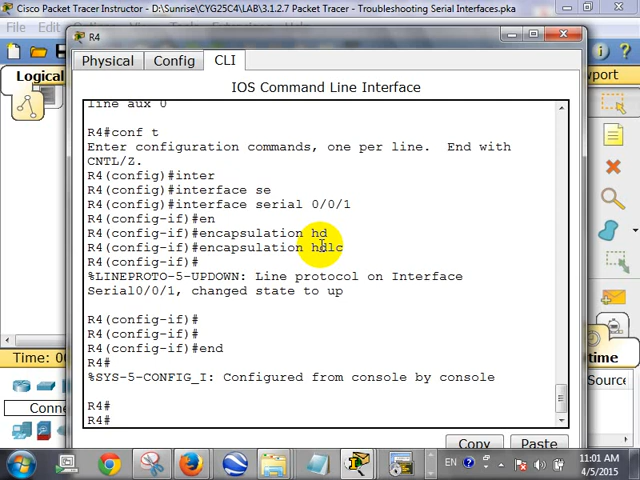 Cisco Packet Tracer Instructor - D:\Sunrise\CYG25C4\LAB\3.1.2.7 Packet Tracer - Troubleshooting Serial Interfaces.pka
File Edit
R4
Logical
Physical
Config
CLI
IOS Command Line Interface
line aux 0
R4#conf t
Enter configuration commands, one per line. End with
CNTL/Z.
R4(config)#inter
R4(config)#interface se
R4(config)#interface serial 0/0/1
R4(config-if)#en
R4(config-if)#encapsulation hd
R4(config-if)#encapsulation hdlc
R4(config-if)#
%LINEPROTO-5-UPDOWN: Line protocol on Interface
Serial0/0/1, changed state to up
R4(config-if)#
R4(config-if)#
R4(config-if)#end
R4#
%SYS-5-CONFIG_I: Configured from console by console
R4#
R4#
Copy
Paste
Source
EN
11:01 AM
4/5/2015